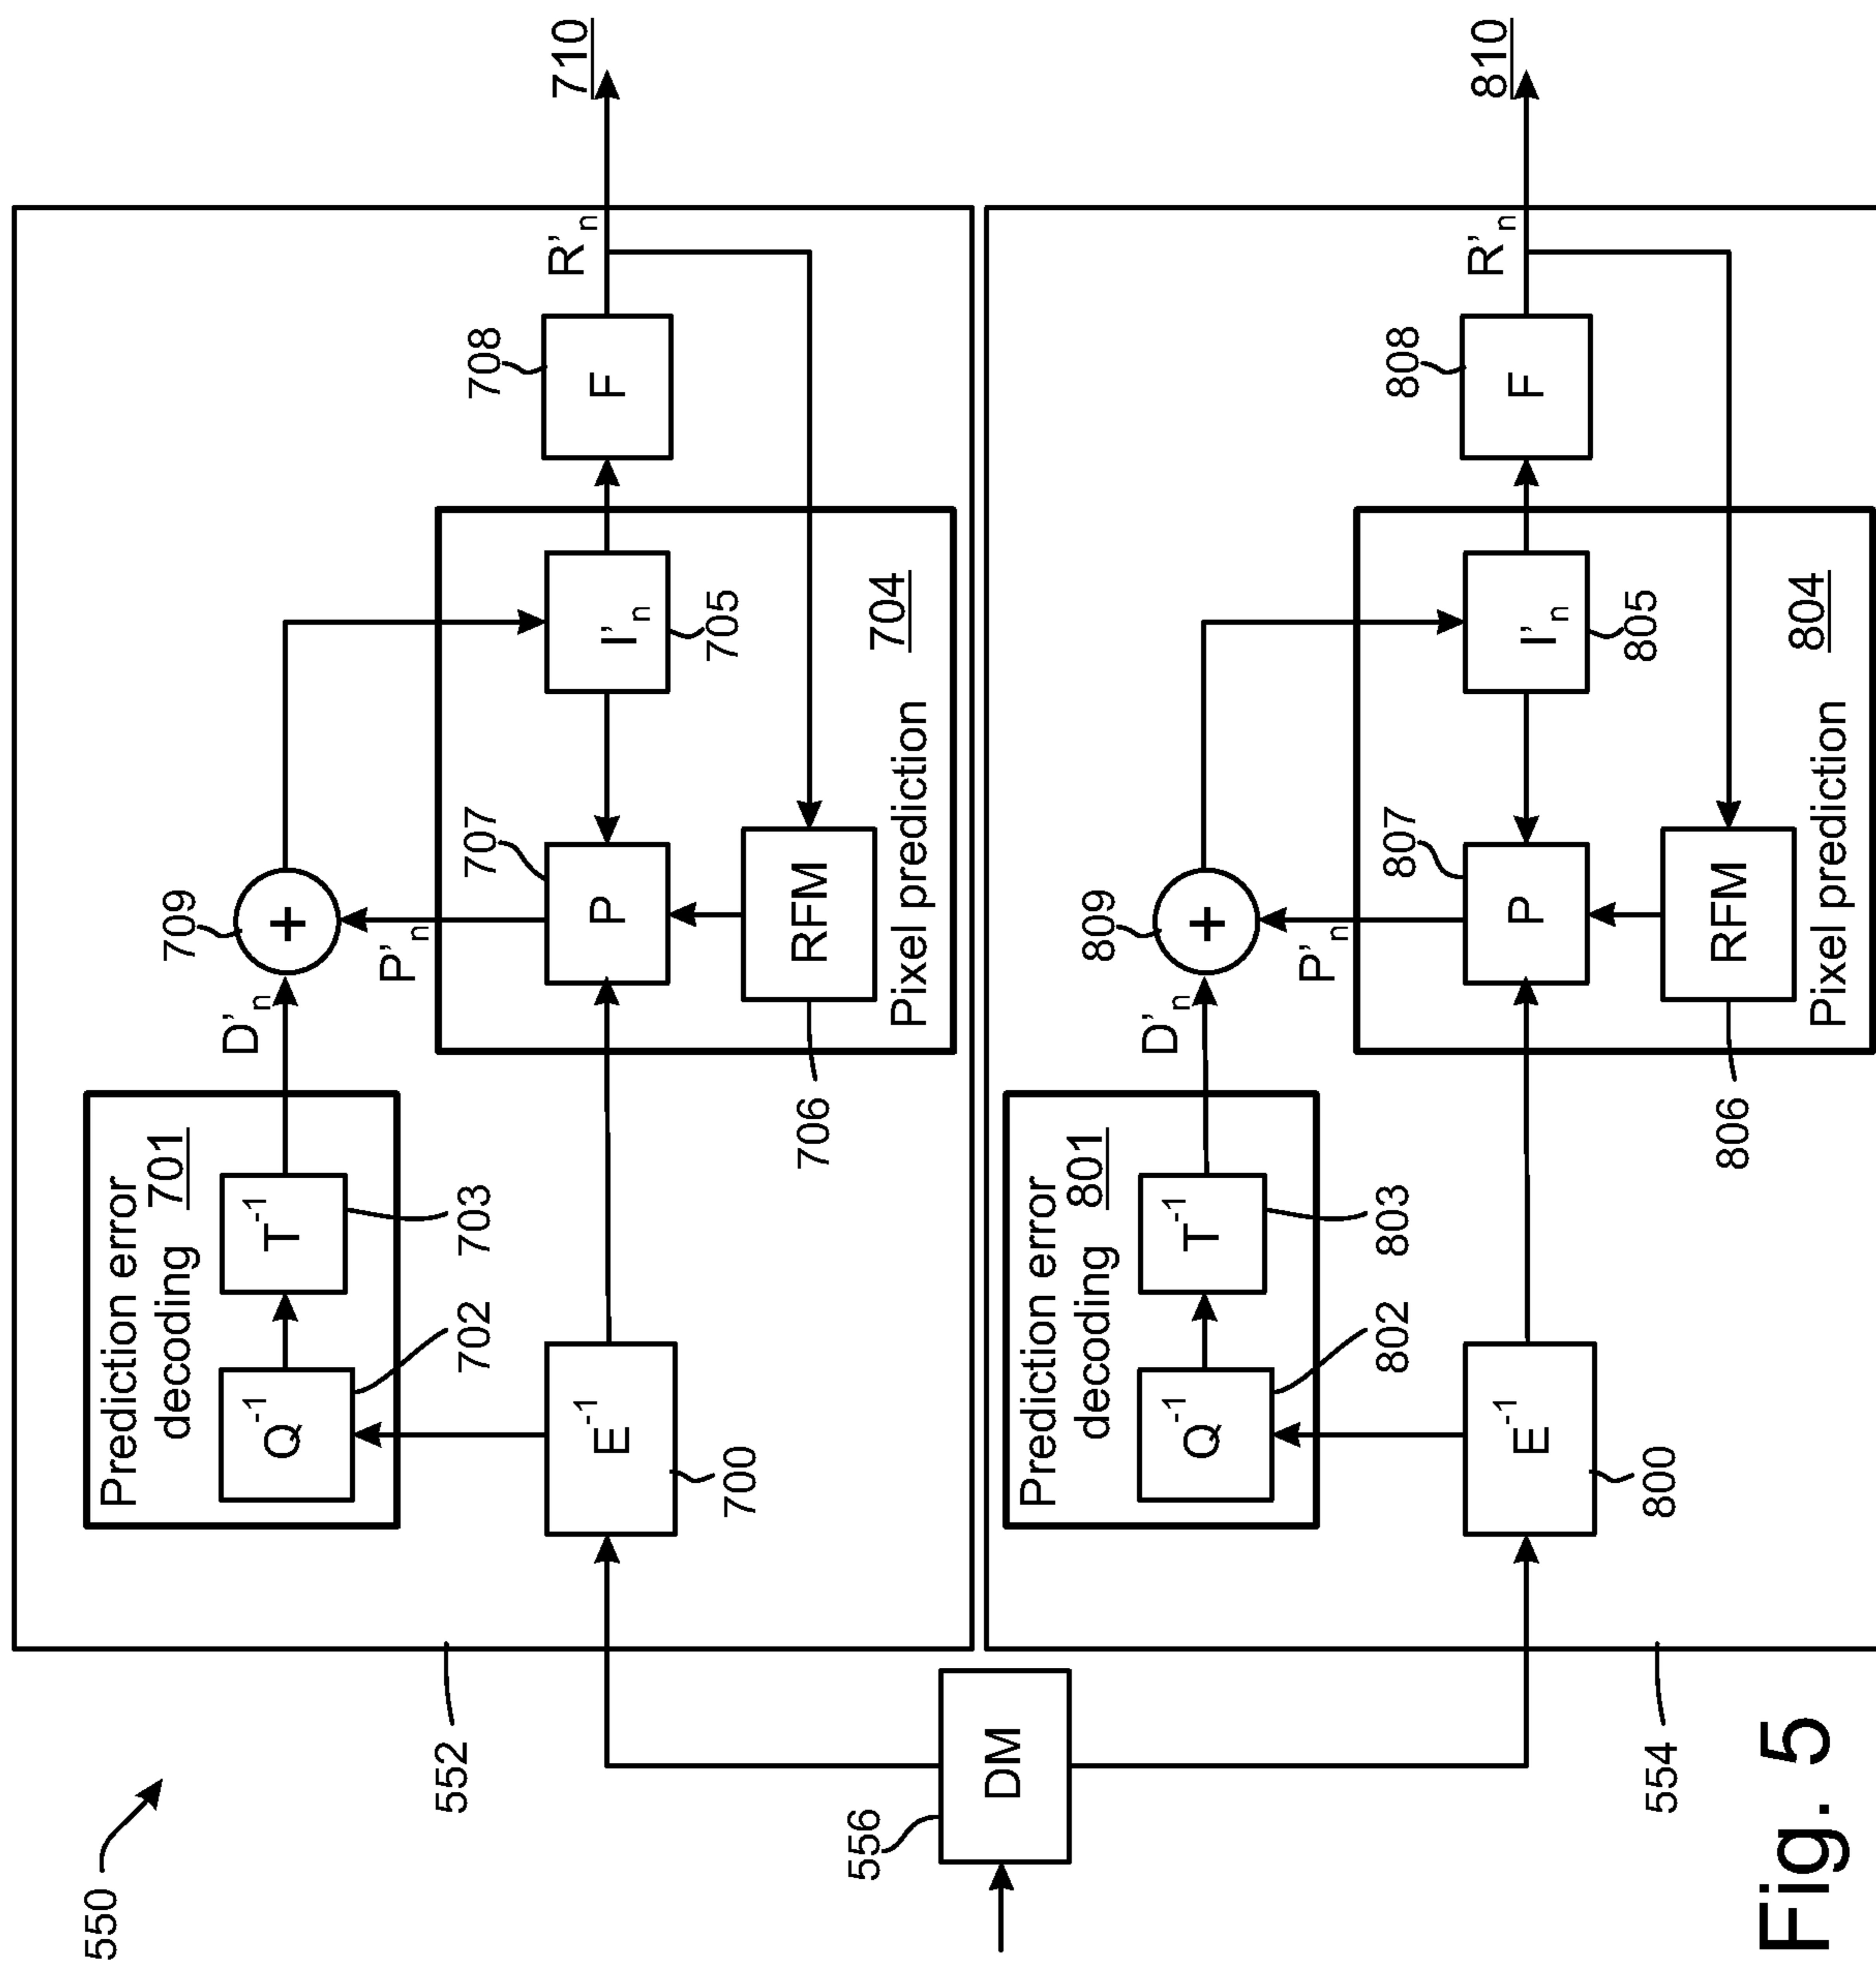 550
552
Prediction error
decoding
701
Q⁻¹
T⁻¹
702
703
D'ₙ
709
+
P'ₙ
E⁻¹
700
707
P
I'ₙ
705
RFM
706
Pixel prediction
704
708
F
R'ₙ
710
556
DM
554
Prediction error
decoding
801
Q⁻¹
T⁻¹
802
803
D'ₙ
809
+
P'ₙ
E⁻¹
800
807
P
I'ₙ
805
RFM
806
Pixel prediction
804
808
F
R'ₙ
810
Fig. 5